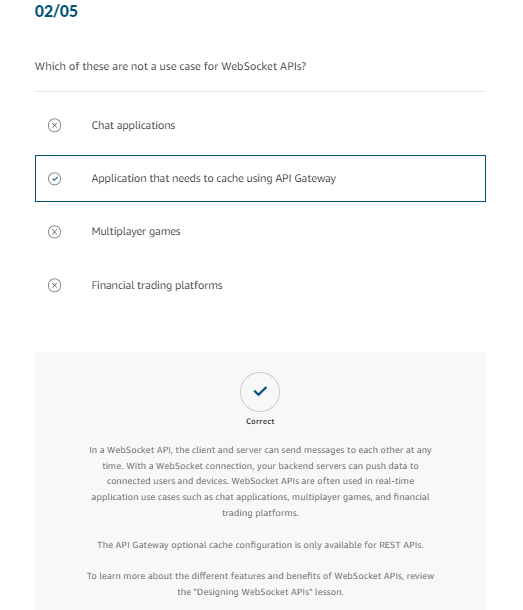 02/05
Which of these are not a use case for WebSocket APIs?
Chat applications
Application that needs to cache using API Gateway
Multiplayer games
Financial trading platforms
Correct
In a WebSocket API, the client and server can send messages to each other at any
time. With a WebSocket connection, your backend servers can push data to
connected users and devices. WebSocket APIs are often used in real-time
application use cases such as chat applications, multiplayer games, and financial
trading platforms.
The API Gateway optional cache configuration is only available for REST APIs.
To learn more about the different features and benefits of WebSocket APIs, review
the "Designing WebSocket APIs" lesson.